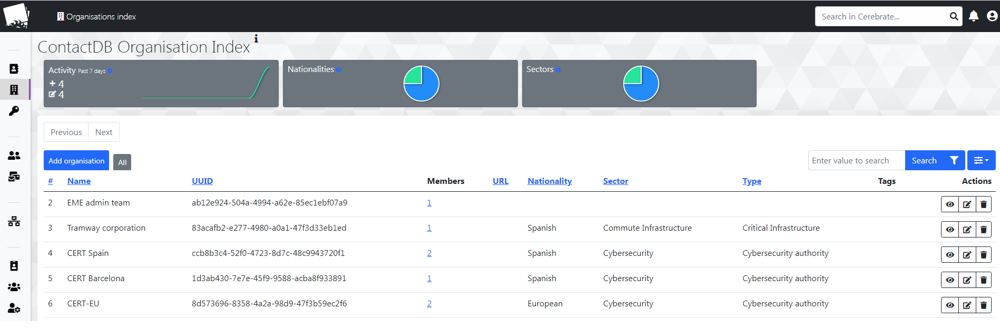 Organisations index
Search in Cerebrate...
ContactDB Organisation Index
Activity Past 7 days
+ 4
4
Nationalities
Sectors
Previous Next
Add organisation All
Enter value to search Search
# Name UUID Members URL Nationality Sector Type Tags Actions
2 EME admin team ab12e924-504a-4994-a62e-85ec1ebf07a9 1
3 Tramway corporation 83acafb2-e277-4980-a0a1-47f3d33eb1ed 1 Spanish Commute Infrastructure Critical Infrastructure
4 CERT Spain ccb8b3c4-52f0-4723-8d7c-48c9943720f1 2 Spanish Cybersecurity Cybersecurity authority
5 CERT Barcelona 1d3ab430-7e7e-45f9-9588-acba8f933891 1 Spanish Cybersecurity Cybersecurity authority
6 CERT-EU 8d573696-8358-4a2a-98d9-47f3b59ec2f6 2 European Cybersecurity Cybersecurity authority